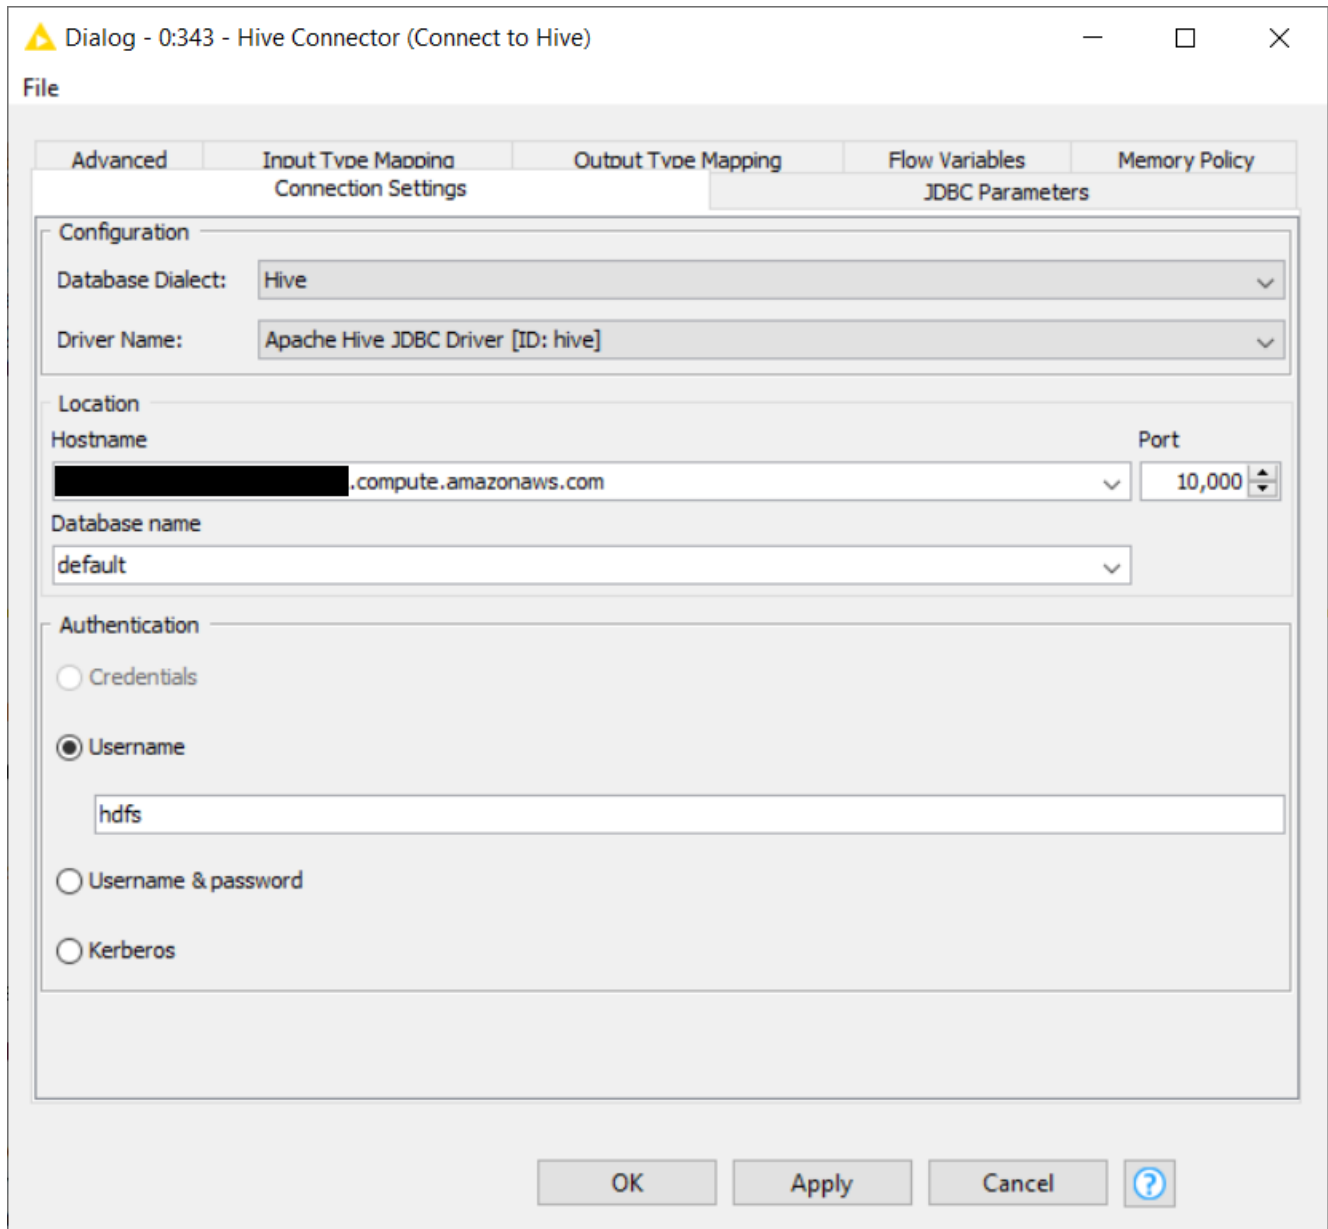 Dialog - 0:343 - Hive Connector (Connect to Hive)
File
Advanced Input Type Mapping Output Type Mapping Flow Variables Memory Policy
Connection Settings JDBC Parameters
Configuration
Database Dialect: Hive
Driver Name: Apache Hive JDBC Driver [ID: hive]
Location
Hostname Port
.compute.amazonaws.com 10,000
Database name
default
Authentication
Credentials
Username
hdfs
Username & password
Kerberos
OK Apply Cancel ?